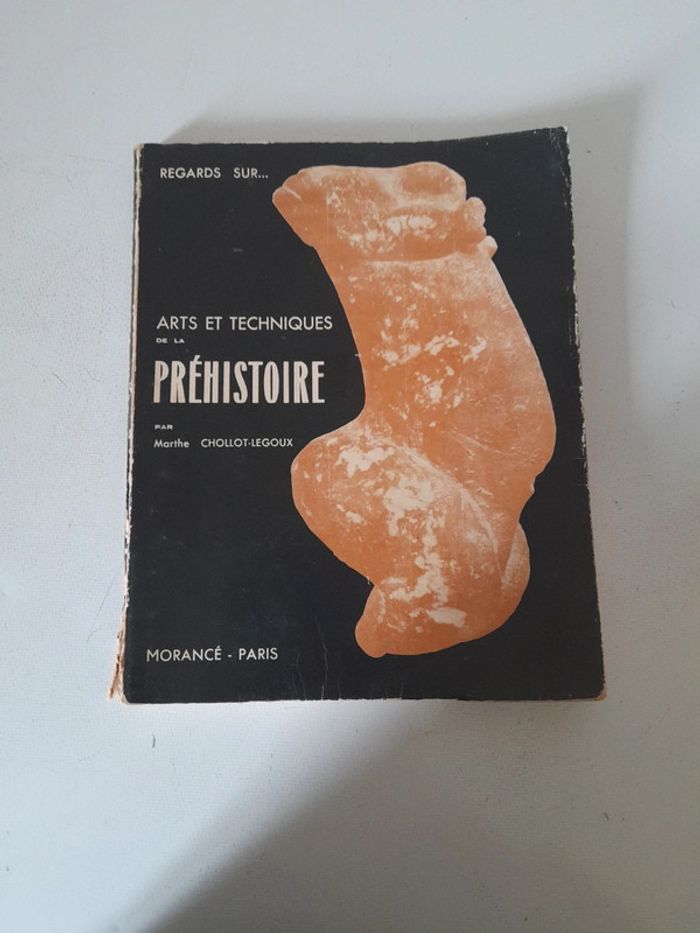 REGARDS SUR...
ARTS ET TECHNIQUES
DE LA
PRÉHISTOIRE
PAR
Marthe CHOLLOT-LEGOUX
MORANCÉ - PARIS